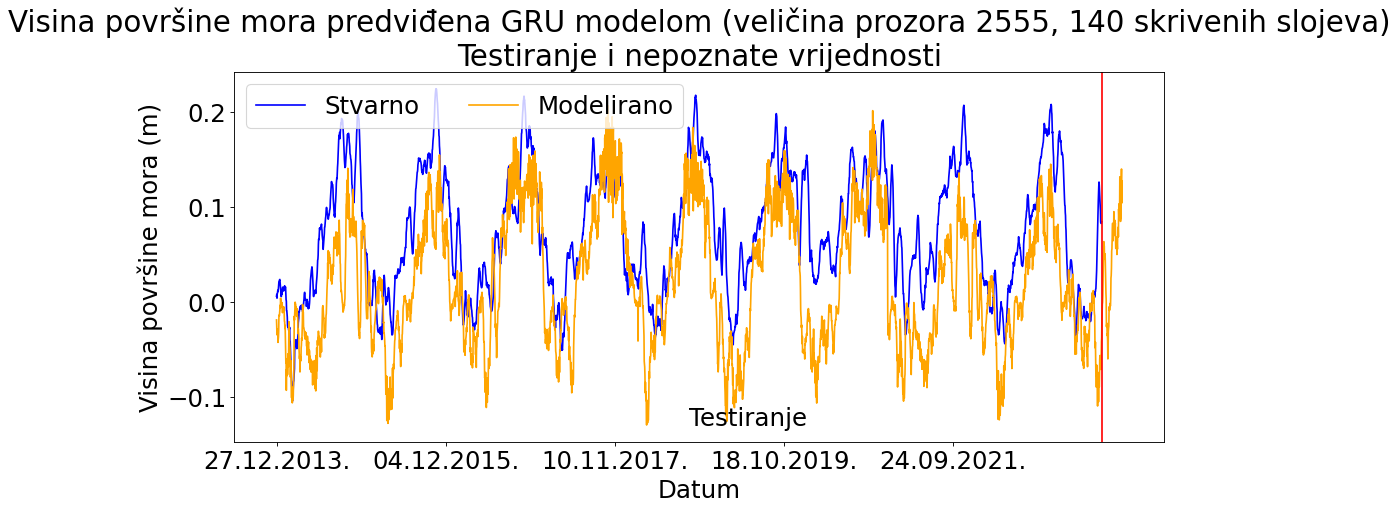 Visina površine mora predviđena GRU modelom (veličina prozora 2555, 140 skrivenih slojeva)
Testiranje i nepoznate vrijednosti
Stvarno Modelirano
Visina površine mora (m)
0.2
0.1
0.0
−0.1
Testiranje
27.12.2013. 04.12.2015. 10.11.2017. 18.10.2019. 24.09.2021.
Datum